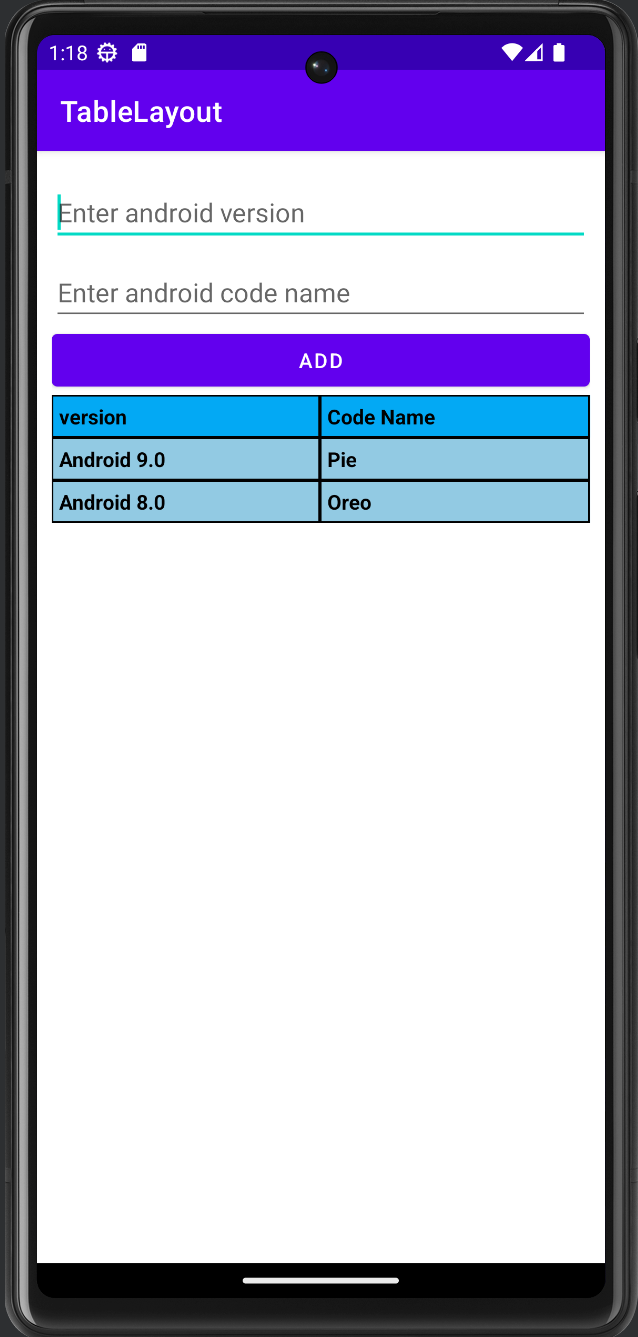 1:18
TableLayout
Enter android version
Enter android code name
ADD
version Code Name
Android 9.0 Pie
Android 8.0 Oreo